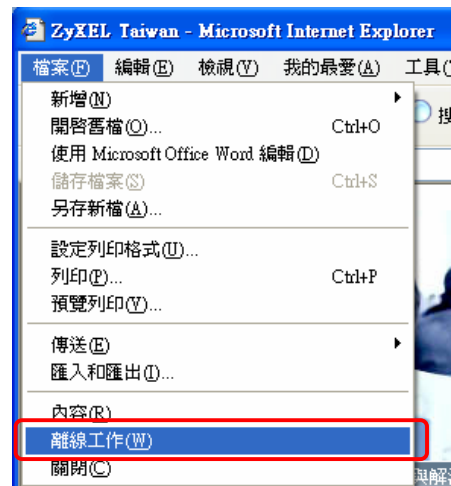 ZyXEL Taiwan - Microsoft Internet Explorer
檔案(F) 編輯(E) 檢視(V) 我的最愛(A) 工具(
新增(N)
開啓舊檔(O)... Ctrl+O
使用 Microsoft Office Word 編輯(D)
儲存檔案(S) Ctrl+S
另存新檔(A)...
設定列印格式(U)...
列印(P)... Ctrl+P
預覽列印(V)...
傳送(E)
匯入和匯出(I)...
內容(R)
離線工作(W)
關閉(C)
與解